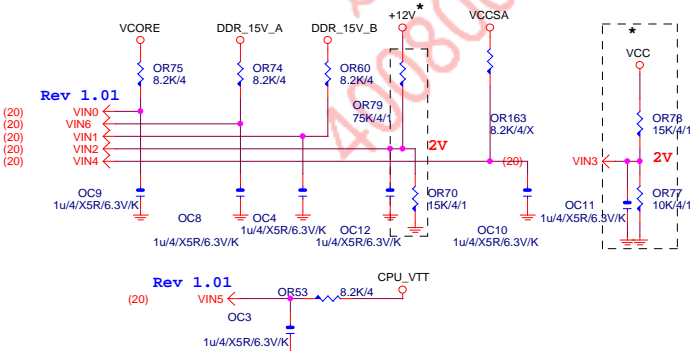 VCORE
DDR_15V_A
DDR_15V_B
+12V*
VCCSA
*
VCC
OR75
8.2K/4
OR74
8.2K/4
OR60
8.2K/4
OR79
75K/4/1
OR163
8.2K/4/X
OR78
15K/4/1
Rev 1.01
(20) VIN0
(20) VIN6
(20) VIN1
(20) VIN2
(20) VIN4
2V
(20)
VIN3
2V
OC9
1u/4/X5R/6.3V/K
OC8
1u/4/X5R/6.3V/K
OC4
1u/4/X5R/6.3V/K
OC12
OR70
15K/4/1
OC10
1u/4/X5R/6.3V/K
OC11
1u/4/X5R/6.3V/K
OR77
10K/4/1
Rev 1.01
(20) VIN5
OR53 8.2K/4
CPU_VTT
OC3
1u/4/X5R/6.3V/K